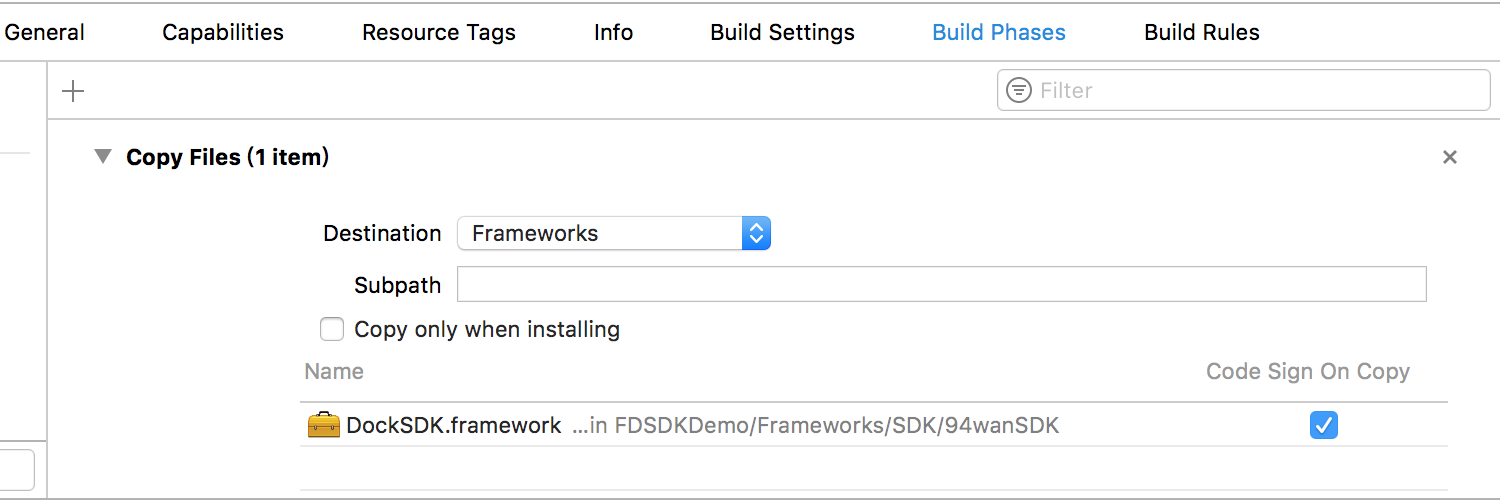 General Capabilities Resource Tags Info Build Settings Build Phases Build Rules
Filter
Copy Files (1 item)
Destination Frameworks
Subpath
Copy only when installing
Name Code Sign On Copy
DockSDK.framework ...in FDSDKDemo/Frameworks/SDK/94wanSDK